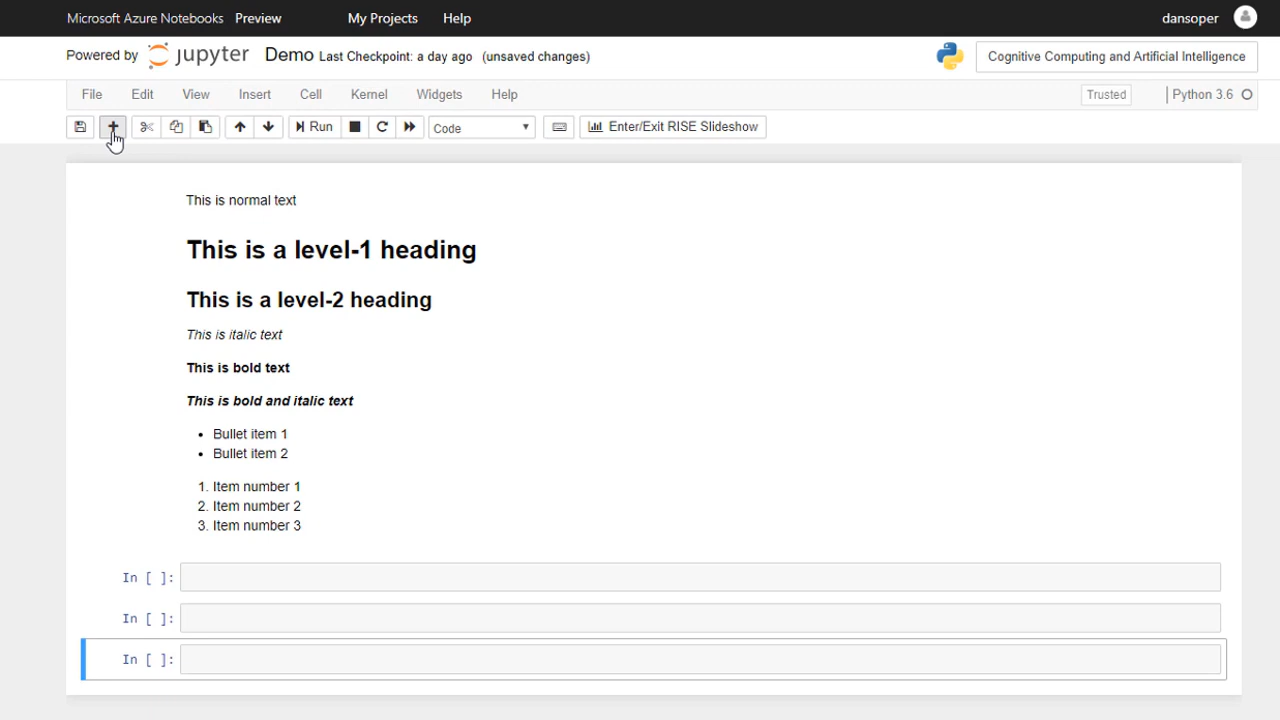 Microsoft Azure Notebooks Preview My Projects Help dansoper
Powered by jupyter Demo Last Checkpoint: a day ago (unsaved changes) Cognitive Computing and Artificial Intelligence
File Edit View Insert Cell Kernel Widgets Help Trusted Python 3.6
Run Code Enter/Exit RISE Slideshow
This is normal text
This is a level-1 heading
This is a level-2 heading
This is italic text
This is bold text
This is bold and italic text
• Bullet item 1
• Bullet item 2
1. Item number 1
2. Item number 2
3. Item number 3
In [ ]:
In [ ]:
In [ ]: